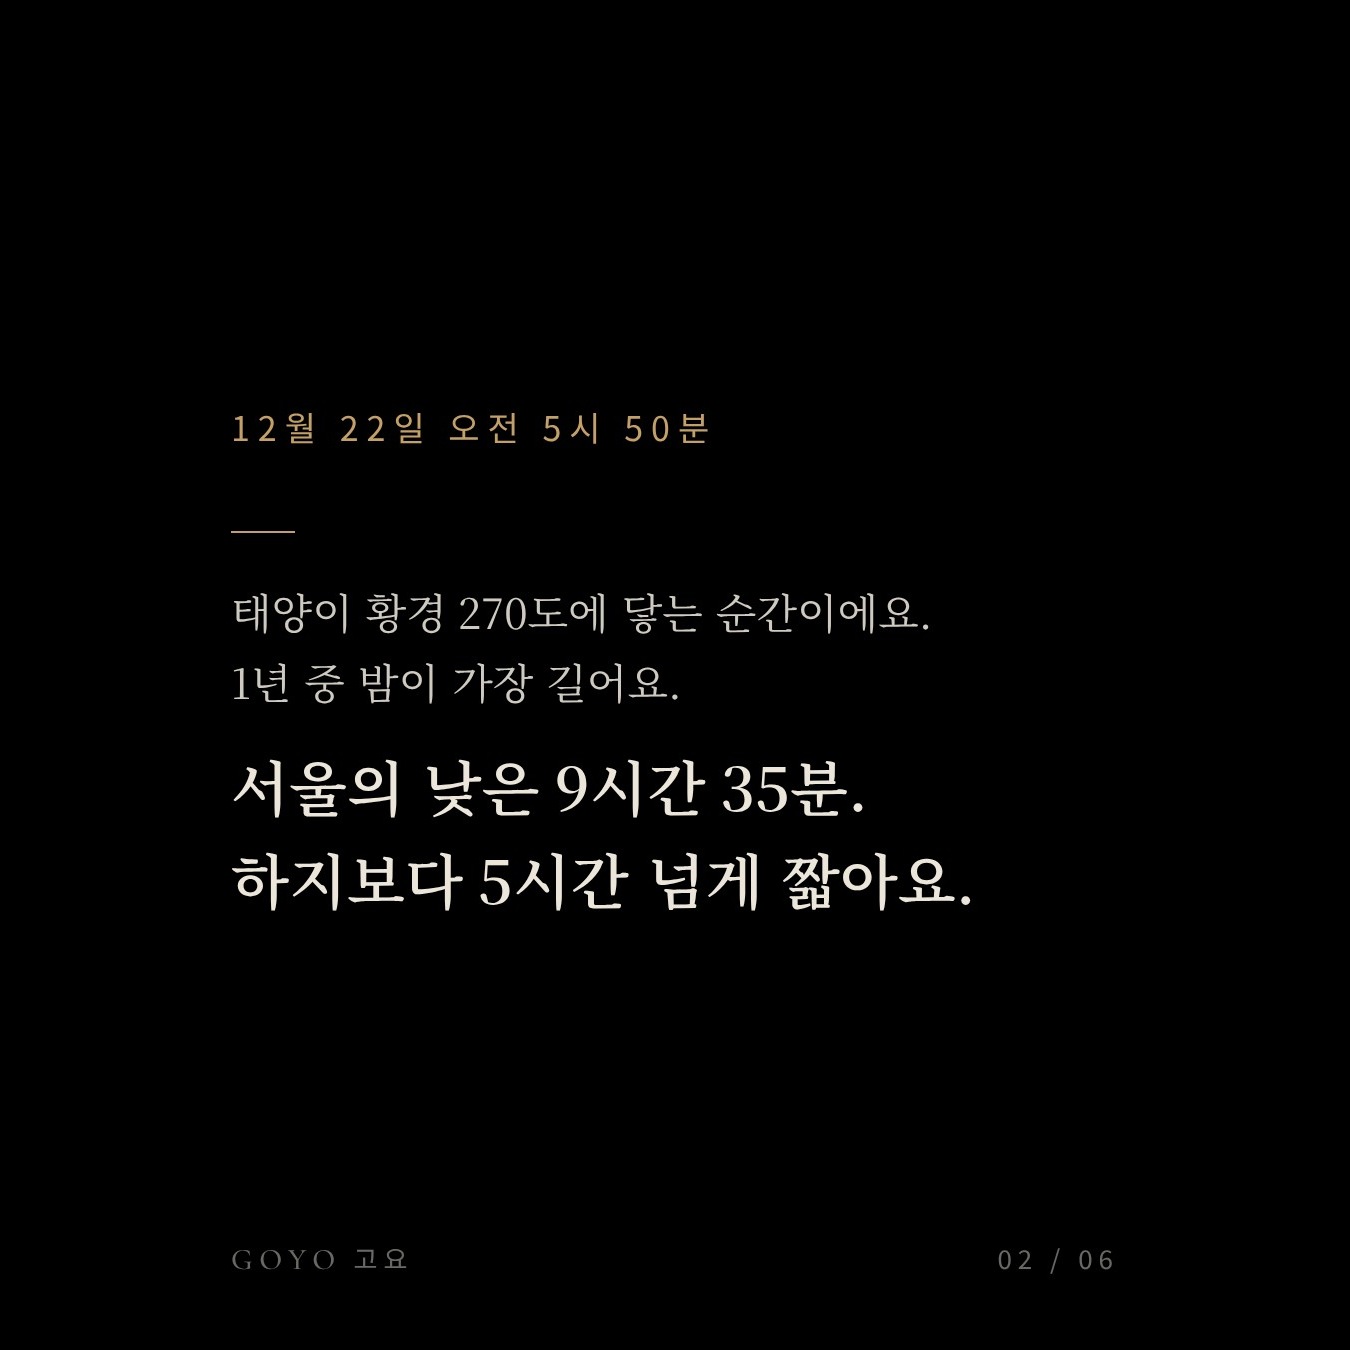 12월 22일 오전 5시 50분
태양이 황경 270도에 닿는 순간이에요.
1년 중 밤이 가장 길어요.
서울의 낮은 9시간 35분.
하지보다 5시간 넘게 짧아요.
GOYO 고요
02 / 06